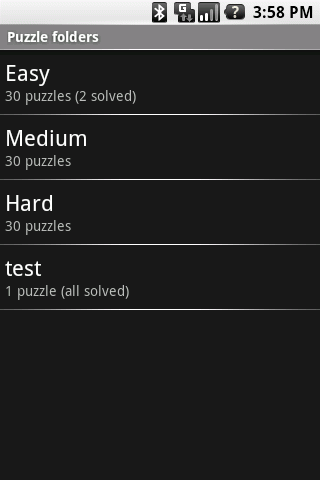 G ? 3:58 PM
Puzzle folders
Easy
30 puzzles (2 solved)
Medium
30 puzzles
Hard
30 puzzles
test
1 puzzle (all solved)